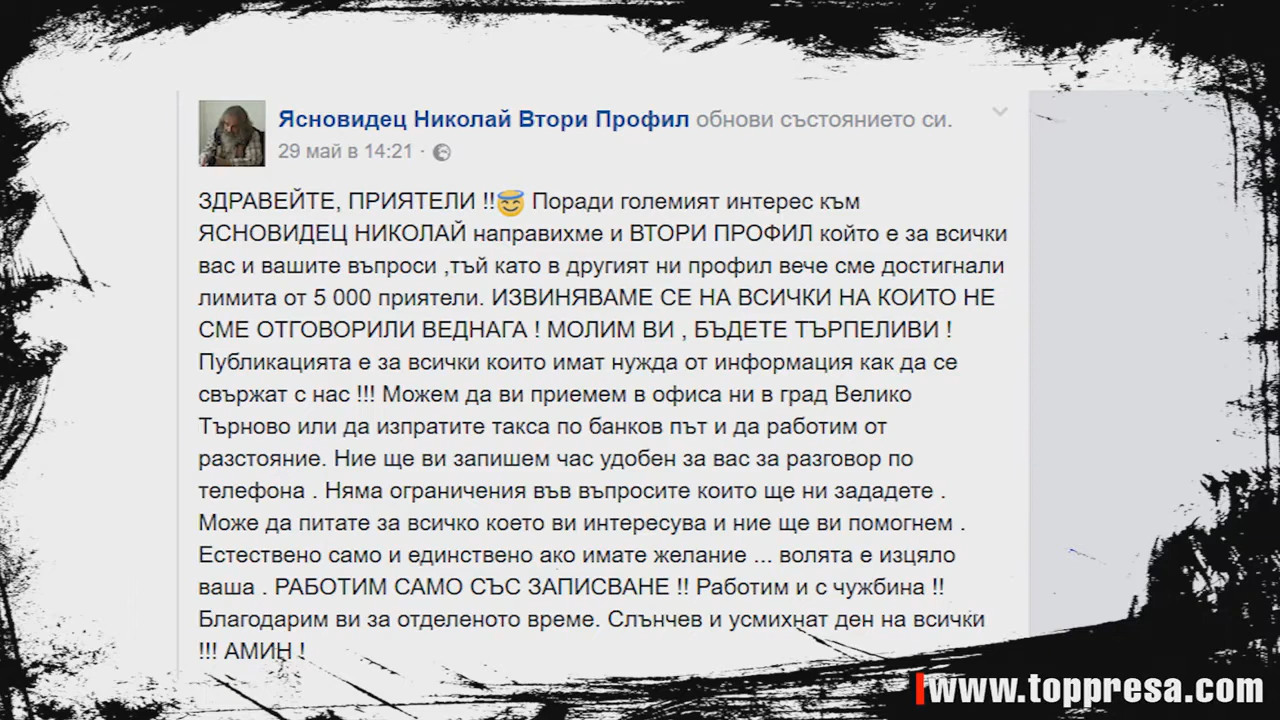 Ясновидец Николай Втори Профил обнови състоянието си.
29 май в 14:21 ·
ЗДРАВЕЙТЕ, ПРИЯТЕЛИ !!😇 Поради големият интерес към
ЯСНОВИДЕЦ НИКОЛАЙ направихме и ВТОРИ ПРОФИЛ който е за всички
вас и вашите въпроси ,тъй като в другият ни профил вече сме достигнали
лимита от 5 000 приятели. ИЗВИНЯВАМЕ СЕ НА ВСИЧКИ НА КОИТО НЕ
СМЕ ОТГОВОРИЛИ ВЕДНАГА ! МОЛИМ ВИ , БЪДЕТЕ ТЪРПЕЛИВИ !
Публикацията е за всички които имат нужда от информация как да се
свържат с нас !!! Можем да ви приемем в офиса ни в град Велико
Търново или да изпратите такса по банков път и да работим от
разстояние. Ние ще ви запишем час удобен за вас за разговор по
телефона . Няма ограничения във въпросите които ще ни зададете .
Може да питате за всичко което ви интересува и ние ще ви помогнем .
Естествено само и единствено ако имате желание ... волята е изцяло
ваша . РАБОТИМ САМО СЪС ЗАПИСВАНЕ !! Работим и с чужбина !!
Благодарим ви за отделеното време. Слънчев и усмихнат ден на всички
!!! АМИН !
www.toppresa.com